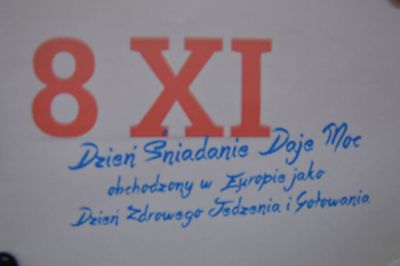 8 XI
Dzień Śniadanie Daje Moc
obchodzony w Europie jako
Dzień Zdrowego Jedzenia i Gotowania